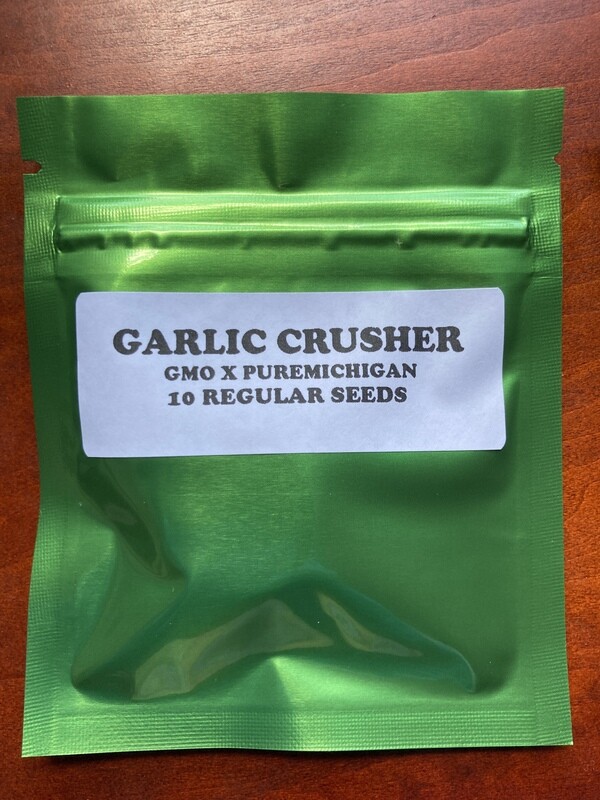 GARLIC CRUSHER
GMO X PUREMICHIGAN
10 REGULAR SEEDS